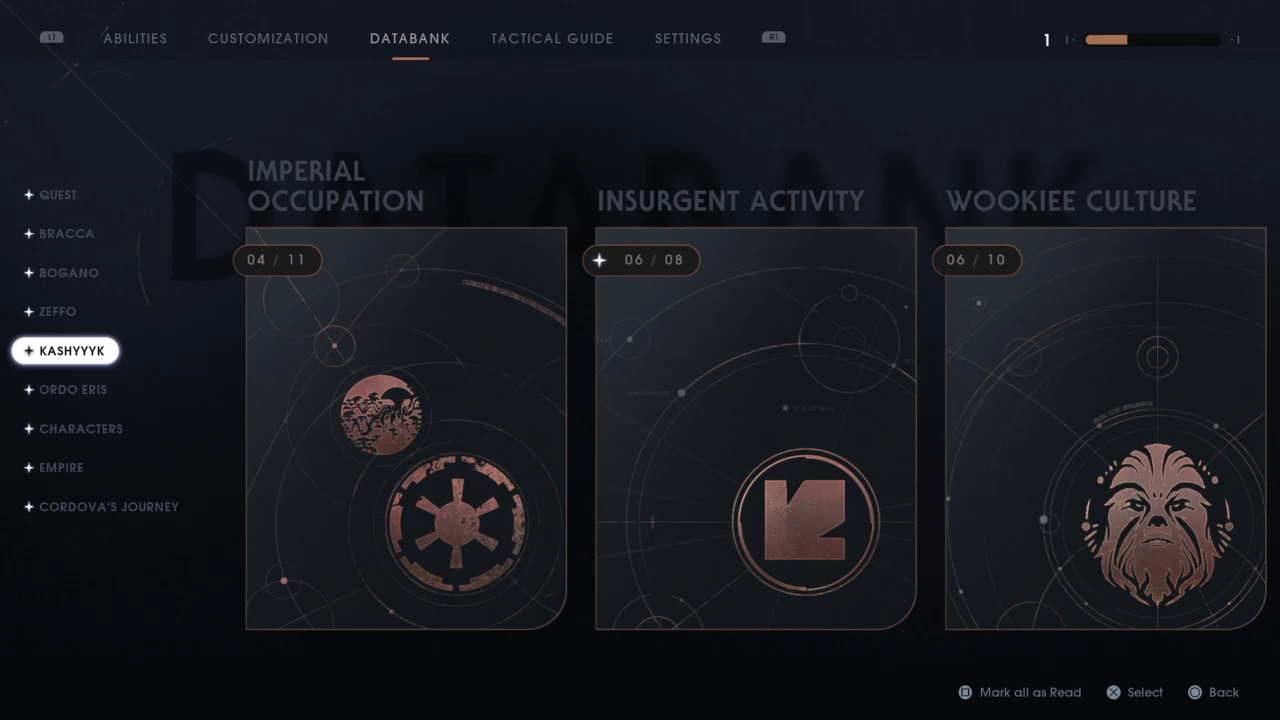 L1
ABILITIES
CUSTOMIZATION
DATABANK
TACTICAL GUIDE
SETTINGS
R1
1
DATABANK
QUEST
BRACCA
BOGANO
ZEFFO
KASHYYYK
ORDO ERIS
CHARACTERS
EMPIRE
CORDOVA'S JOURNEY
IMPERIAL
OCCUPATION
04 / 11
INSURGENT ACTIVITY
06 / 08
WOOKIEE CULTURE
06 / 10
Mark all as Read
Select
Back